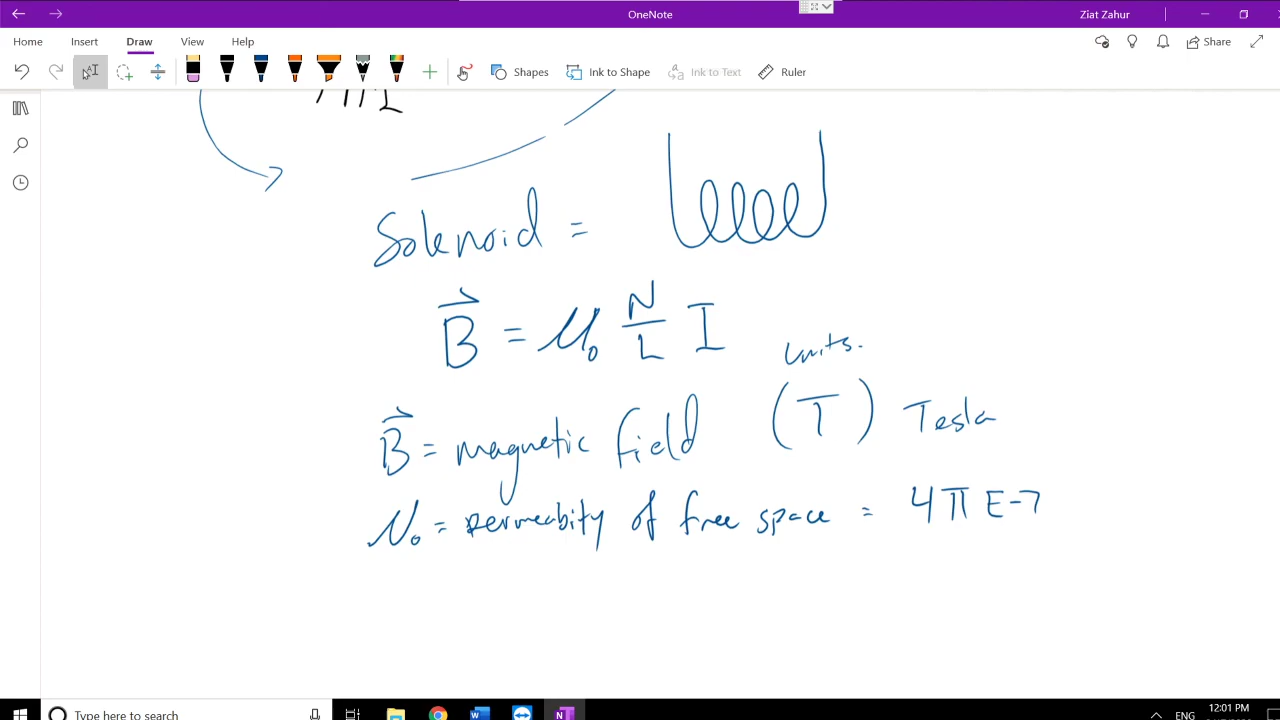 OneNote
Ziat Zahur
Home Insert Draw View Help
Shapes Ink to Shape Ink to Text Ruler Share
Solenoid =
B⃗ = μ₀ N/L I
units.
B⃗ = magnetic field (T) Tesla
μ₀ = permeabity of free space = 4π E-7
Type here to search
ENG
12:01 PM